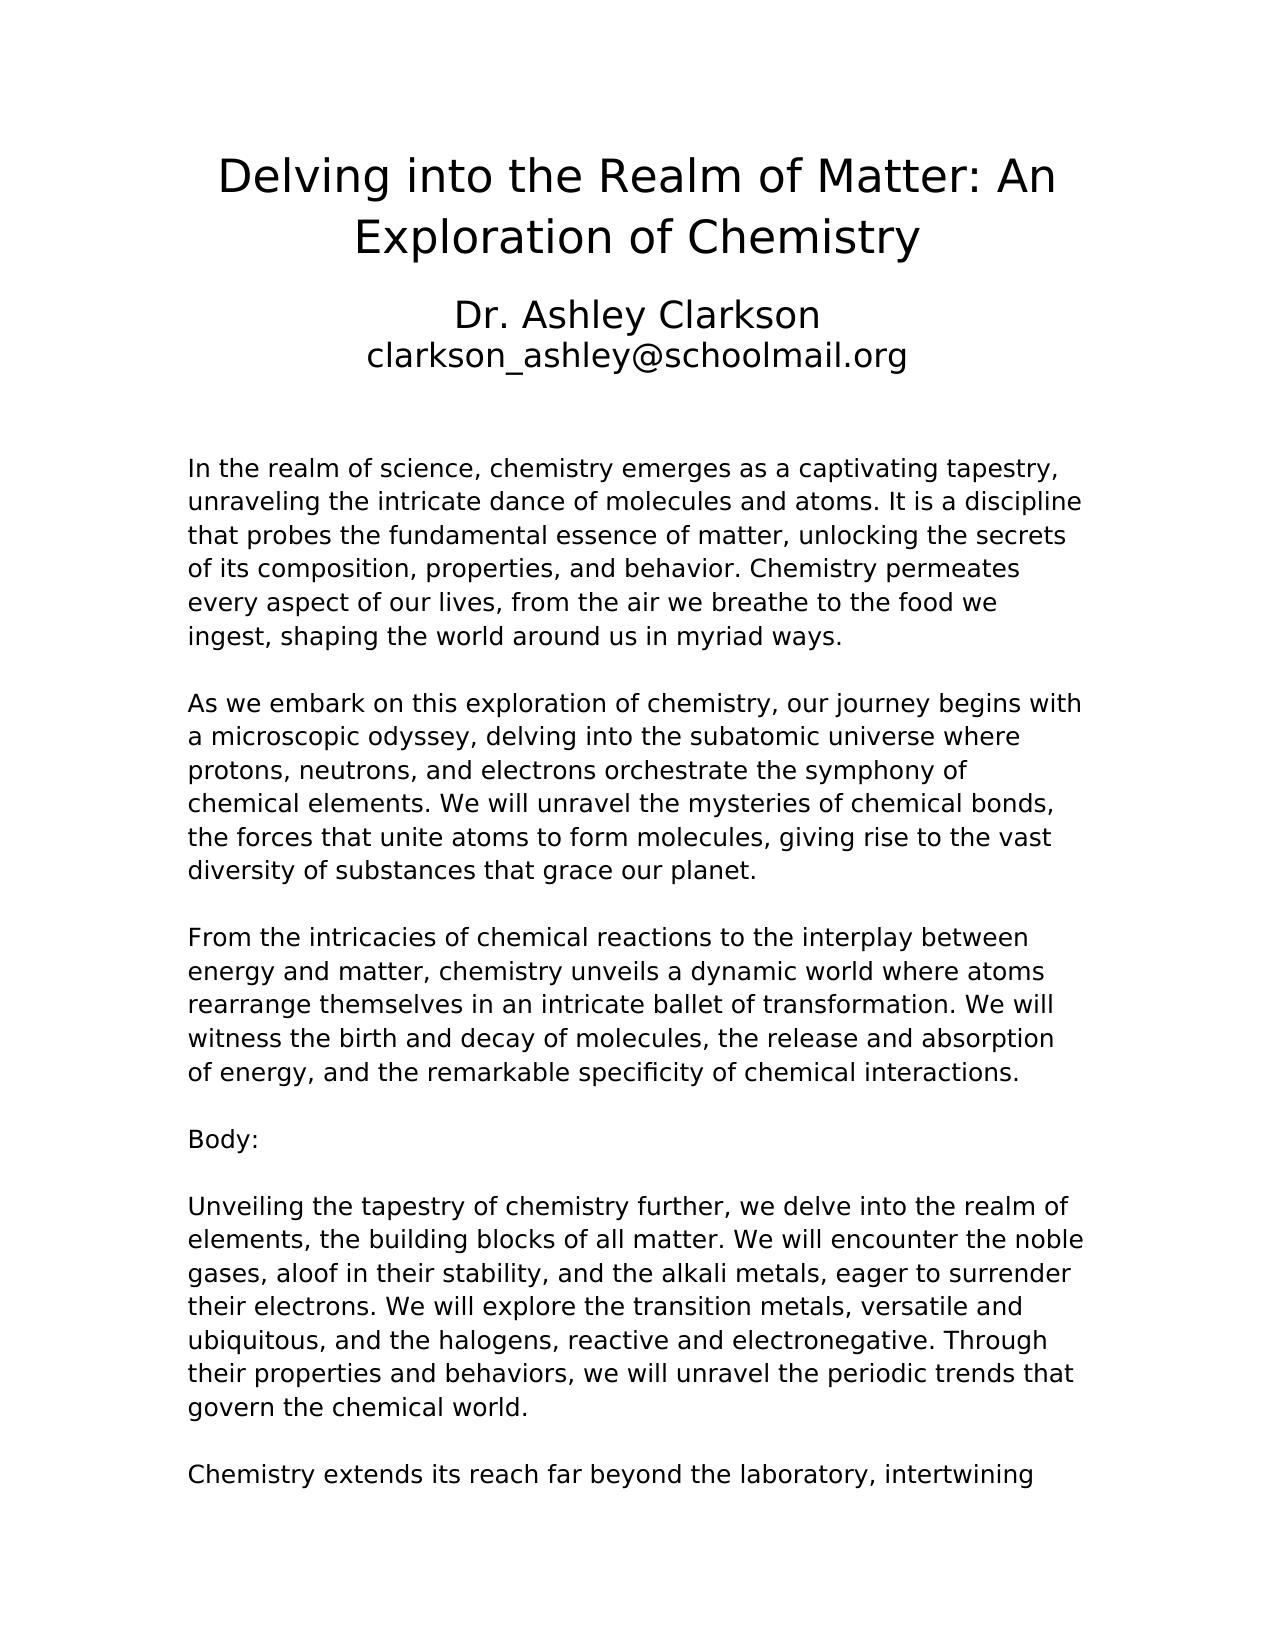 Delving into the Realm of Matter: An
Exploration of Chemistry
Dr. Ashley Clarkson
clarkson_ashley@schoolmail.org
In the realm of science, chemistry emerges as a captivating tapestry,
unraveling the intricate dance of molecules and atoms. It is a discipline
that probes the fundamental essence of matter, unlocking the secrets
of its composition, properties, and behavior. Chemistry permeates
every aspect of our lives, from the air we breathe to the food we
ingest, shaping the world around us in myriad ways.
As we embark on this exploration of chemistry, our journey begins with
a microscopic odyssey, delving into the subatomic universe where
protons, neutrons, and electrons orchestrate the symphony of
chemical elements. We will unravel the mysteries of chemical bonds,
the forces that unite atoms to form molecules, giving rise to the vast
diversity of substances that grace our planet.
From the intricacies of chemical reactions to the interplay between
energy and matter, chemistry unveils a dynamic world where atoms
rearrange themselves in an intricate ballet of transformation. We will
witness the birth and decay of molecules, the release and absorption
of energy, and the remarkable specificity of chemical interactions.
Body:
Unveiling the tapestry of chemistry further, we delve into the realm of
elements, the building blocks of all matter. We will encounter the noble
gases, aloof in their stability, and the alkali metals, eager to surrender
their electrons. We will explore the transition metals, versatile and
ubiquitous, and the halogens, reactive and electronegative. Through
their properties and behaviors, we will unravel the periodic trends that
govern the chemical world.
Chemistry extends its reach far beyond the laboratory, intertwining